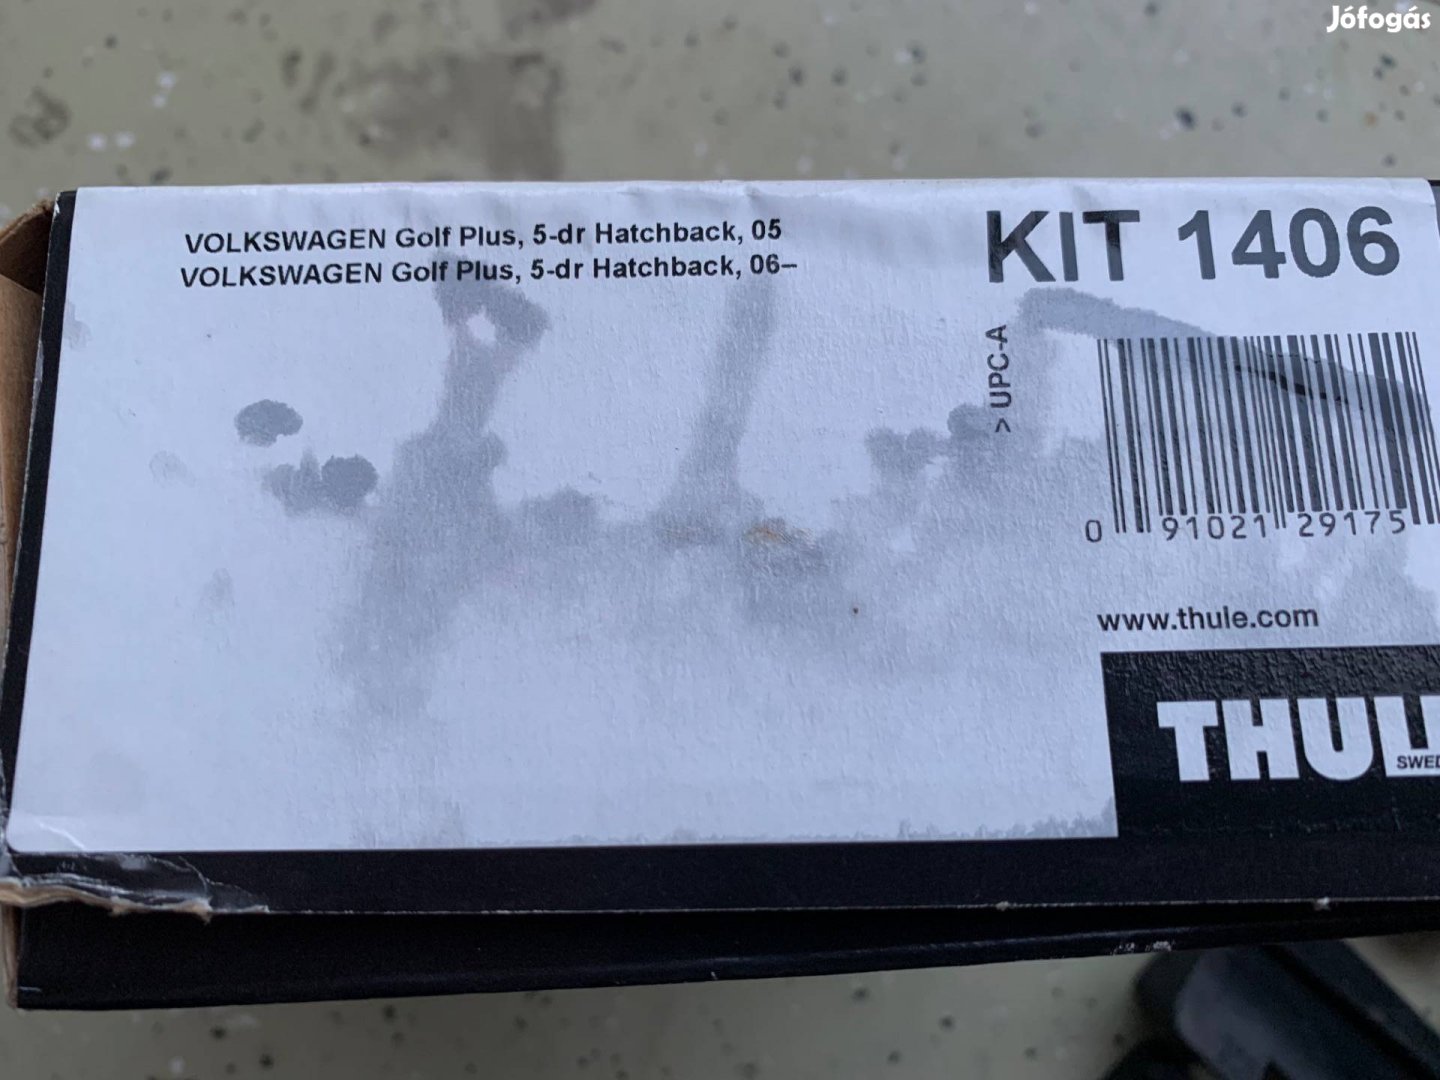 Jófogás
VOLKSWAGEN Golf Plus, 5-dr Hatchback, 05
VOLKSWAGEN Golf Plus, 5-dr Hatchback, 06–
KIT 1406
> UPC-A
0 91021 29175
www.thule.com
THULE